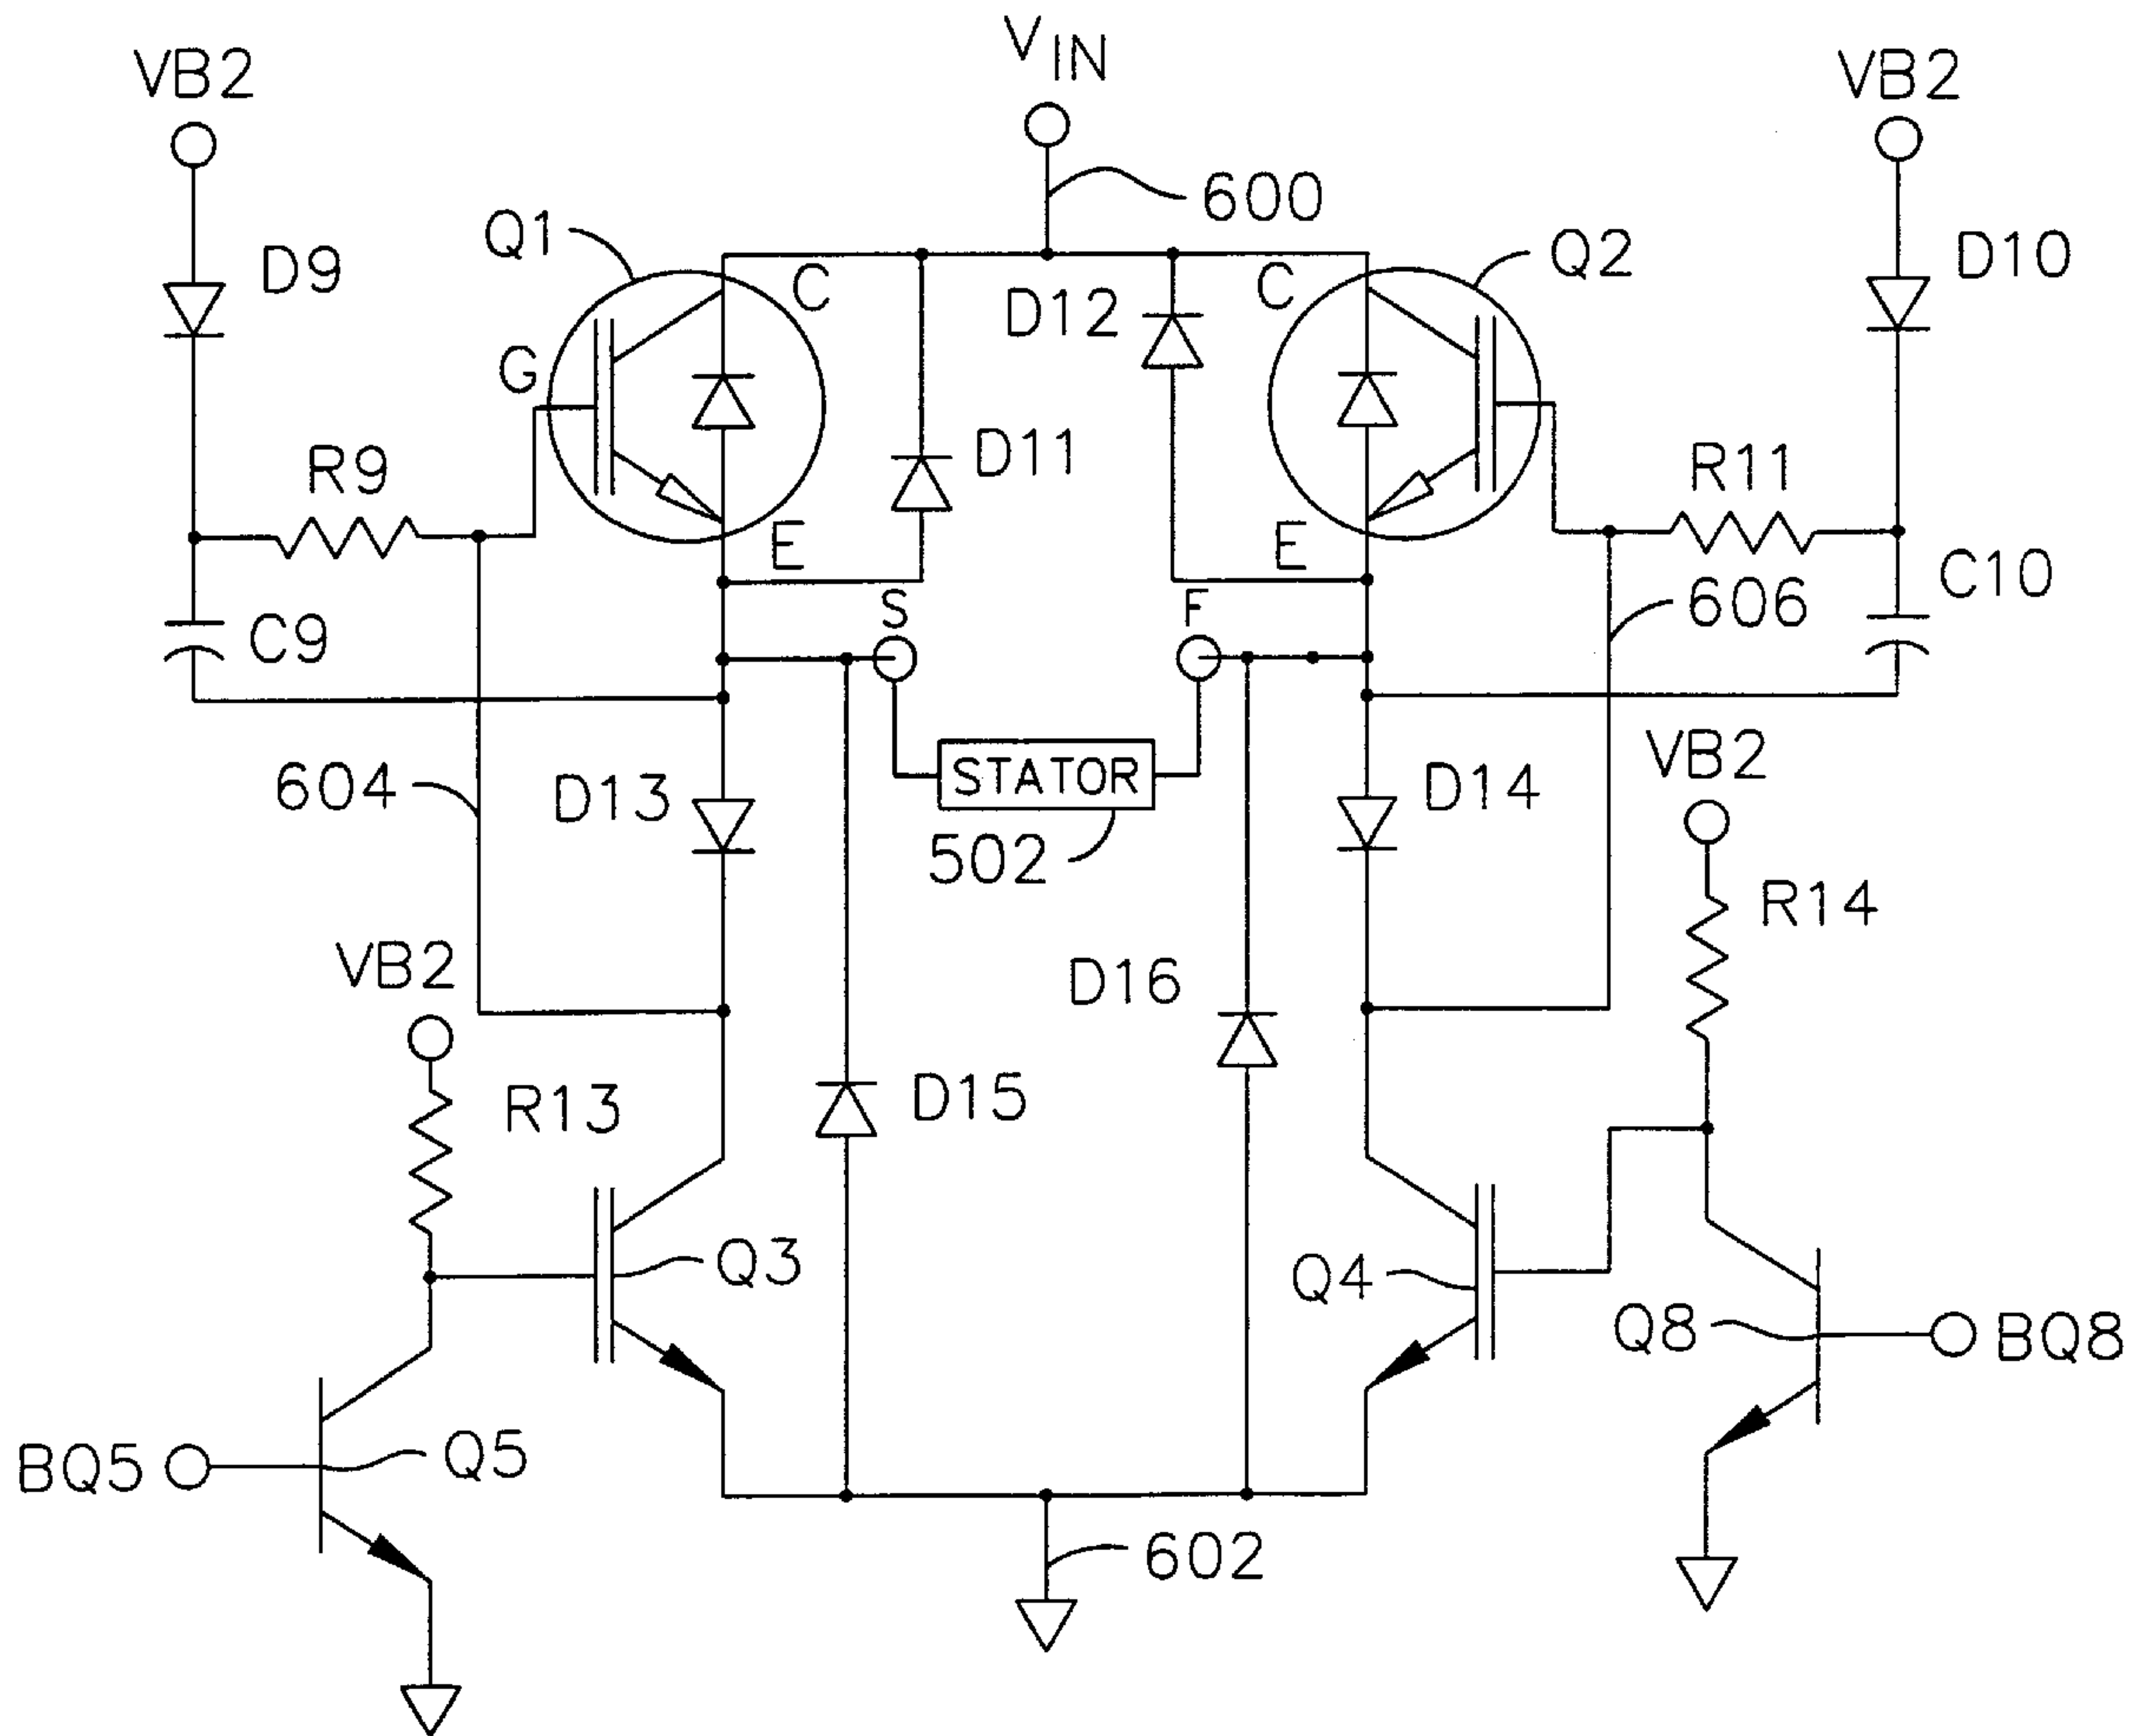 VB2
V_IN
VB2
600
Q1
Q2
D9
D10
C
D12
C
G
D11
R9
R11
E
E
C10
S
F
606
C9
VB2
604
D13
STATOR
D14
502
R14
VB2
D16
R13
D15
Q3
Q4
Q8
BQ8
BQ5
Q5
602